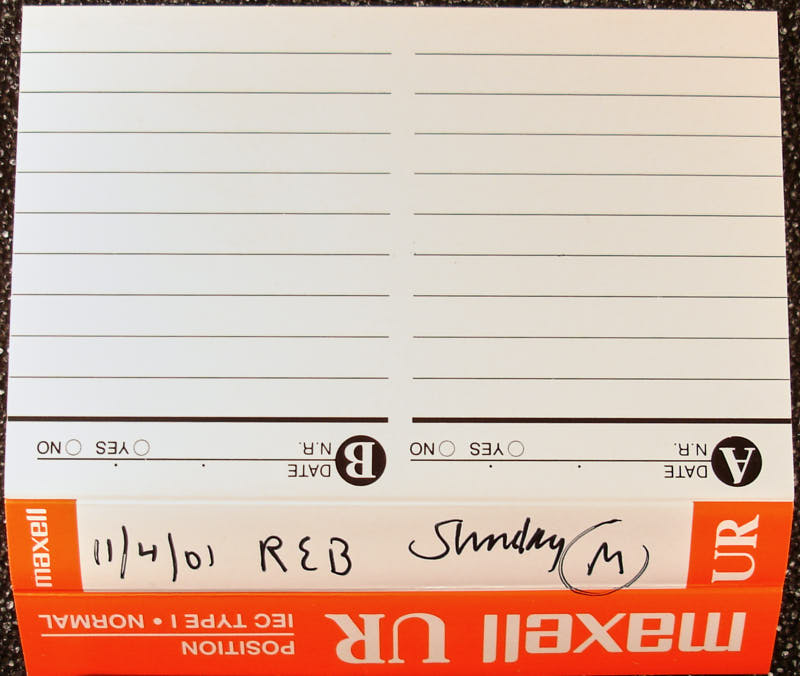 B DATE
N.R. YES NO
A DATE
N.R. YES NO
maxell 11/4/01 REB Sunday M UR
maxell UR POSITION
IEC TYPE I • NORMAL